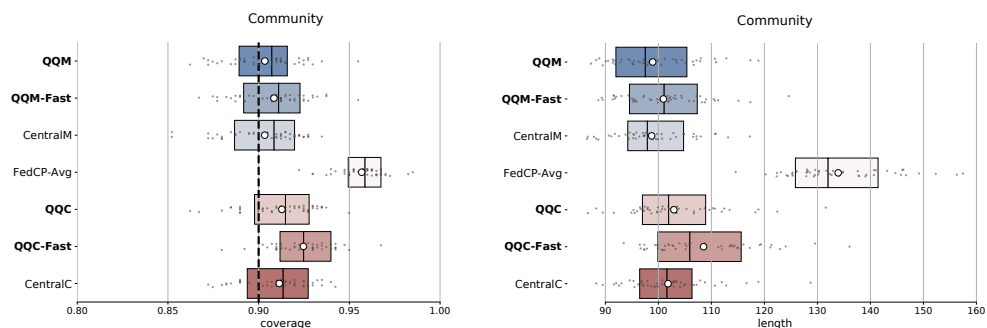 Community
QQM
QQM-Fast
CentralM
FedCP-Avg
QQC
QQC-Fast
CentralC
0.80 0.85 0.90 0.95 1.00
coverage
Community
QQM
QQM-Fast
CentralM
FedCP-Avg
QQC
QQC-Fast
CentralC
90 100 110 120 130 140 150 160
length